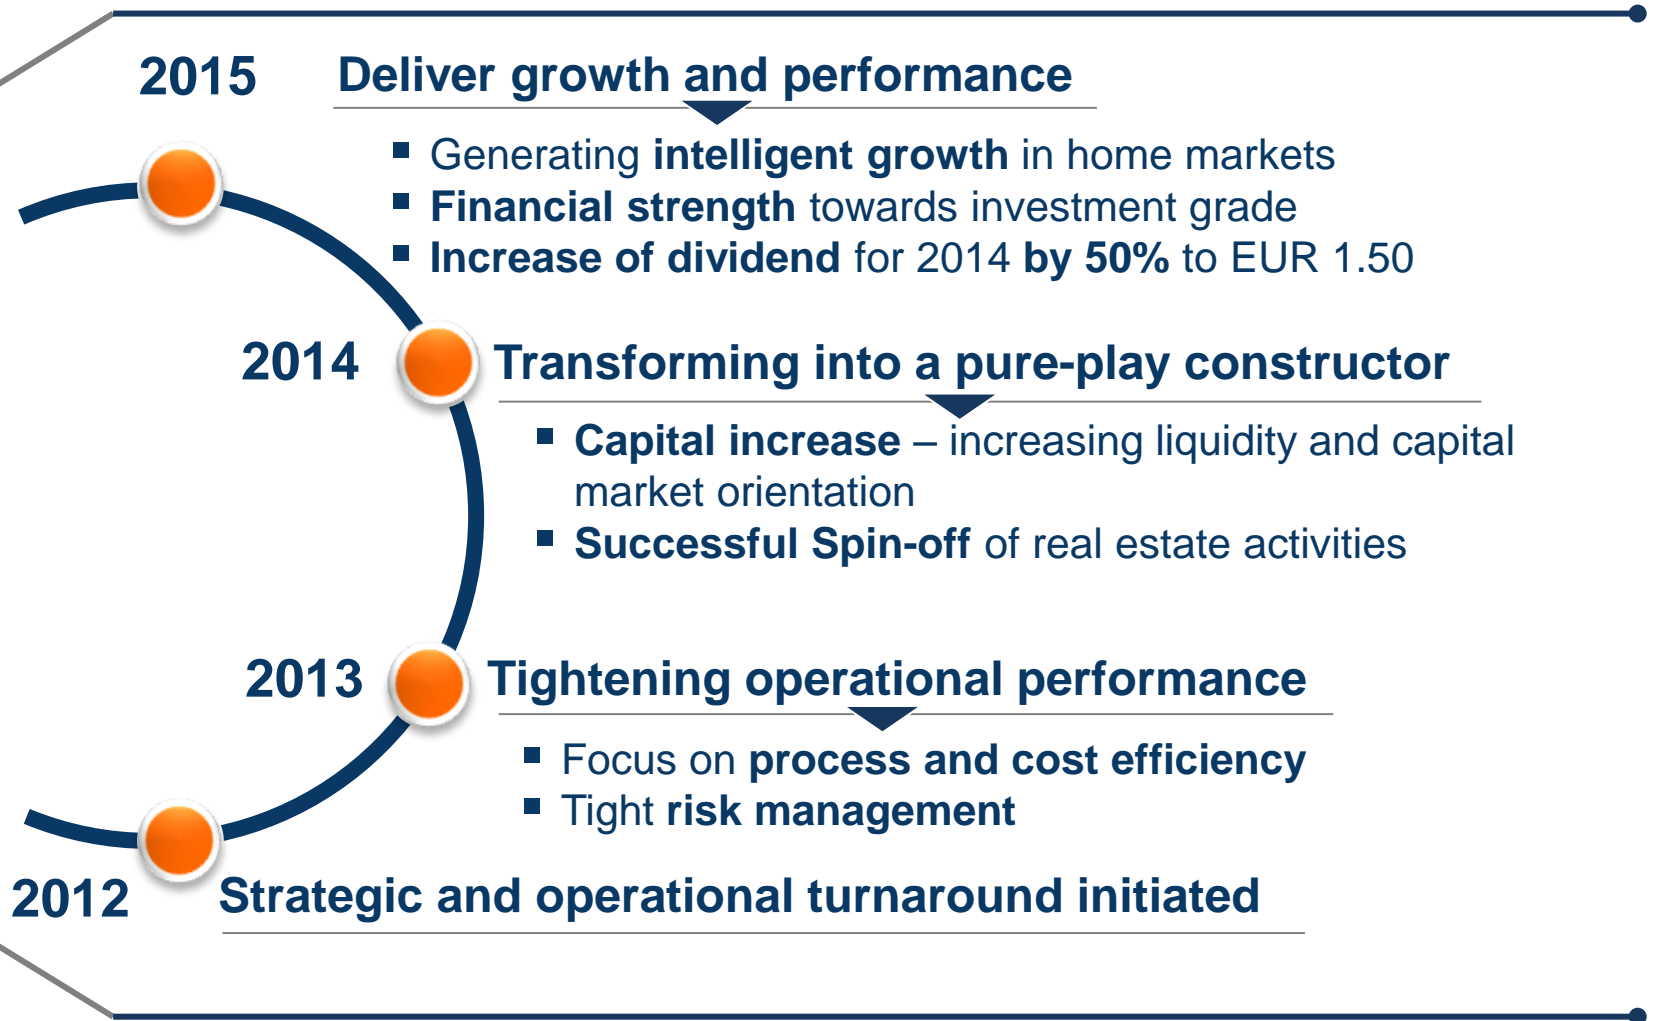 2015 Deliver growth and performance
▪ Generating intelligent growth in home markets
▪ Financial strength towards investment grade
▪ Increase of dividend for 2014 by 50% to EUR 1.50
2014 Transforming into a pure-play constructor
▪ Capital increase – increasing liquidity and capital
market orientation
▪ Successful Spin-off of real estate activities
2013 Tightening operational performance
▪ Focus on process and cost efficiency
▪ Tight risk management
2012 Strategic and operational turnaround initiated